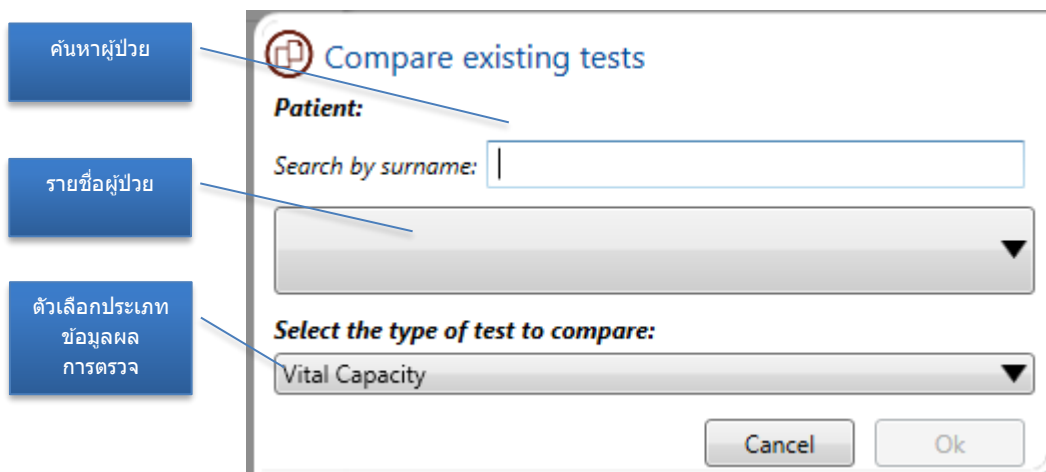 ค้นหาผู้ป่วย
Compare existing tests
Patient:
Search by surname:
รายชื่อผู้ป่วย
ตัวเลือกประเภท
ข้อมูลผล
การตรวจ
Select the type of test to compare:
Vital Capacity
Cancel
Ok